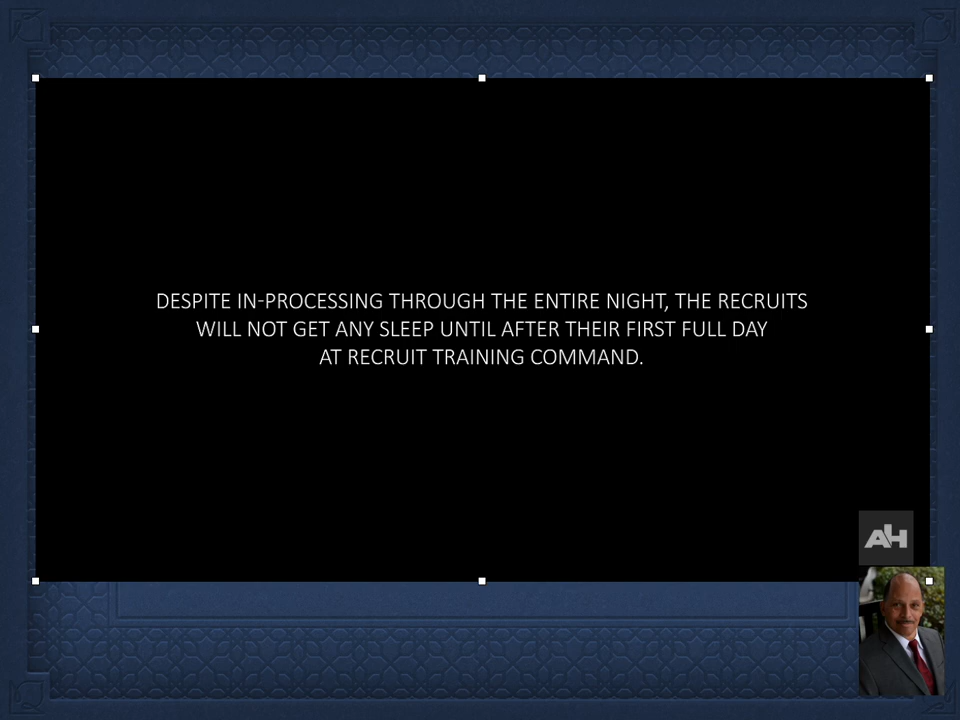 DESPITE IN-PROCESSING THROUGH THE ENTIRE NIGHT, THE RECRUITS
WILL NOT GET ANY SLEEP UNTIL AFTER THEIR FIRST FULL DAY
AT RECRUIT TRAINING COMMAND.
AH